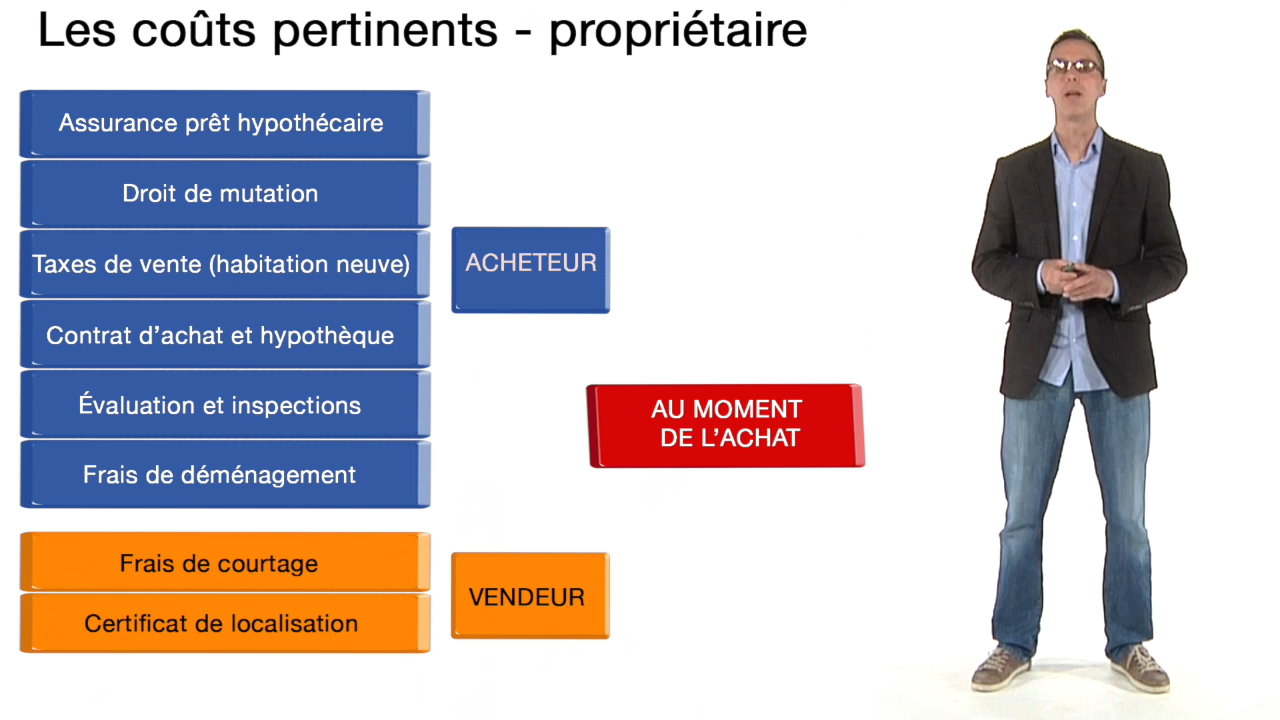 Les coûts pertinents - propriétaire
Assurance prêt hypothécaire
Droit de mutation
Taxes de vente (habitation neuve)
Contrat d’achat et hypothèque
Évaluation et inspections
Frais de déménagement
ACHETEUR
AU MOMENT
DE L’ACHAT
Frais de courtage
Certificat de localisation
VENDEUR